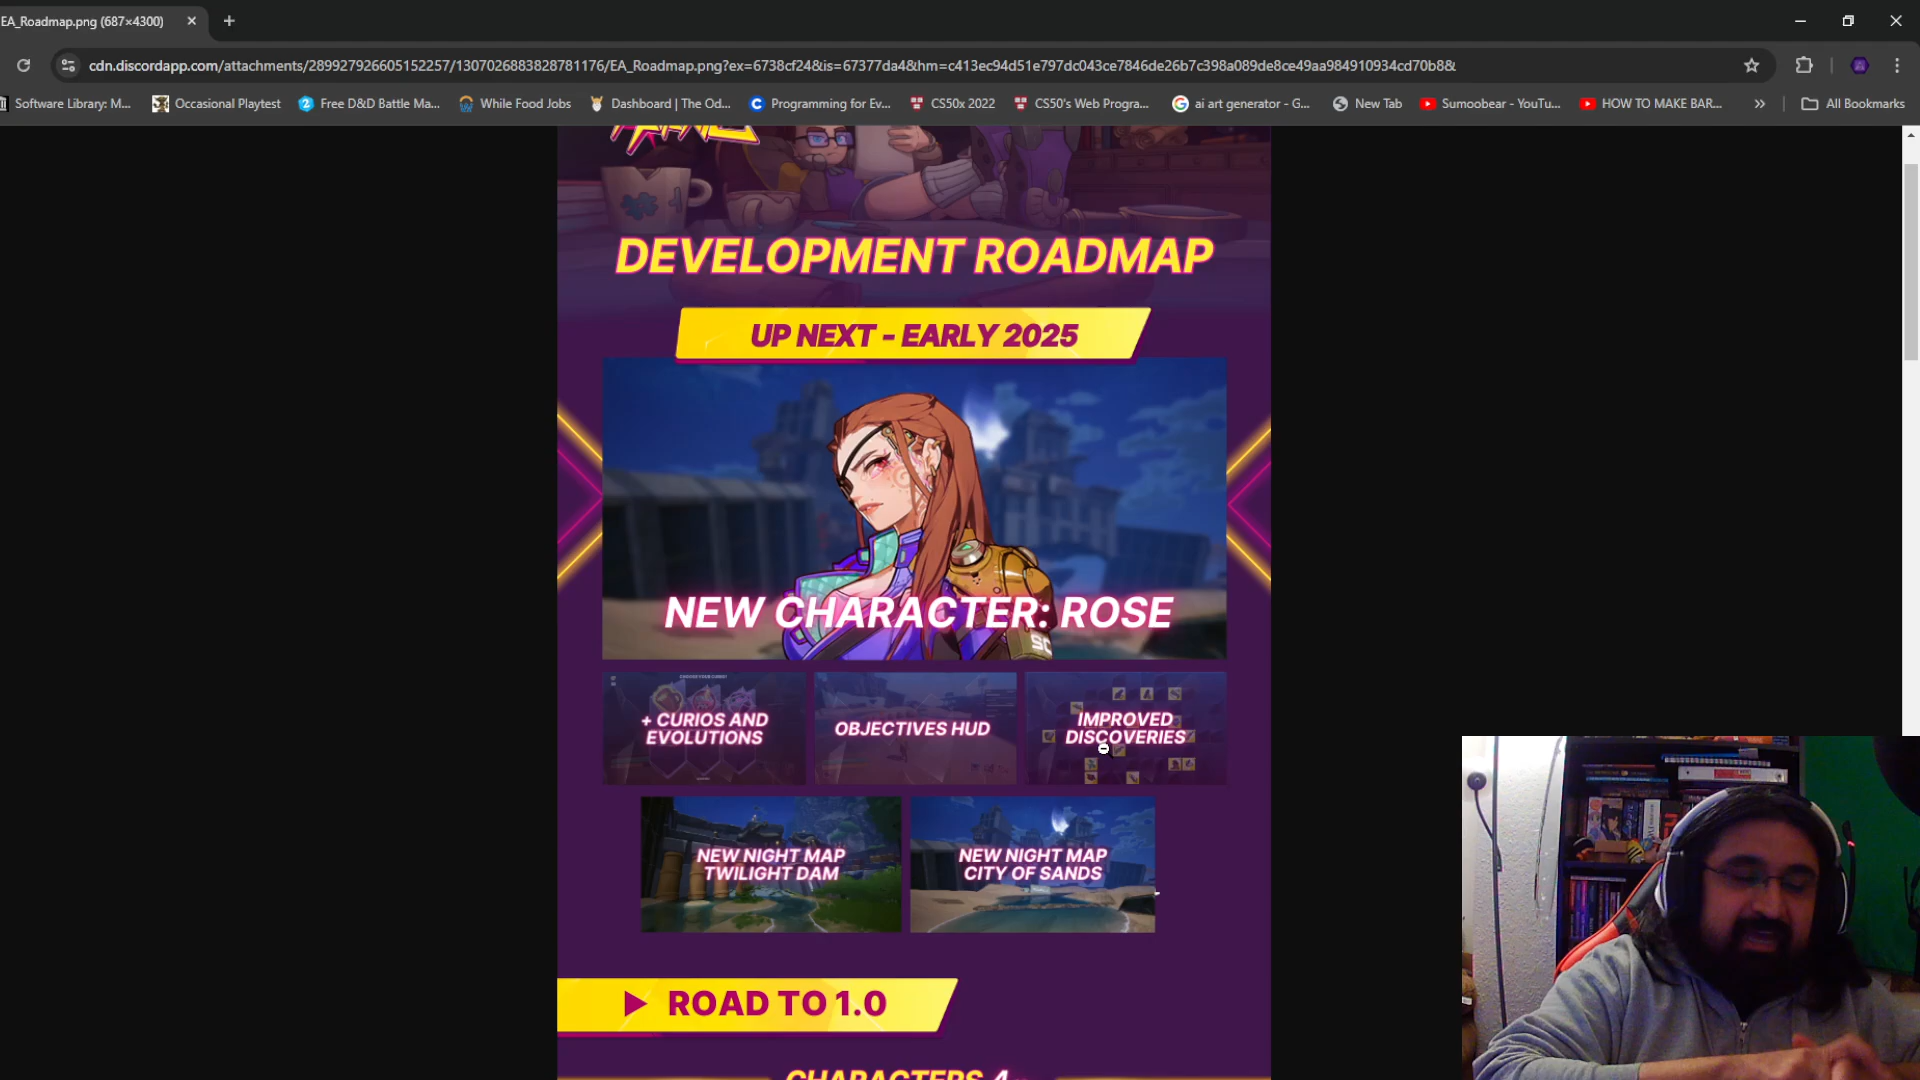 EA_Roadmap.png (687×4300)
cdn.discordapp.com/attachments/289927926605152257/1307026883828781176/EA_Roadmap.png?ex=6738cf24&is=67377da4&hm=c413ec94d51e797dc043ce7846de26b7c398a089de8ce49aa984910934cd70b8&
Software Library: M...
Occasional Playtest
Free D&D Battle Ma...
While Food Jobs
Dashboard | The Od...
Programming for Ev...
CS50x 2022
CS50's Web Progra...
ai art generator - G...
New Tab
Sumoobear - YouTu...
HOW TO MAKE BAR...
All Bookmarks
DEVELOPMENT ROADMAP
UP NEXT - EARLY 2025
NEW CHARACTER: ROSE
+ CURIOS AND
EVOLUTIONS
OBJECTIVES HUD
IMPROVED
DISCOVERIES
NEW NIGHT MAP
TWILIGHT DAM
NEW NIGHT MAP
CITY OF SANDS
ROAD TO 1.0